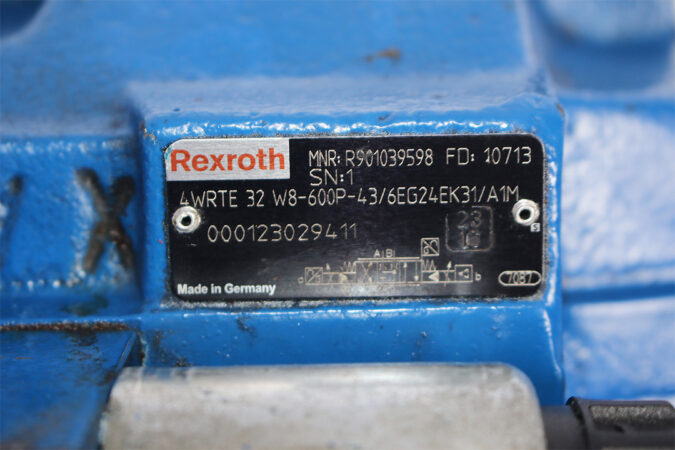 Rexroth MNR: R901039598 FD: 10713
SN:1
4WRTE 32 W8-600P-43/6EG24EK31/A1M
000123029411
A B
a b
Made in Germany
7087
X